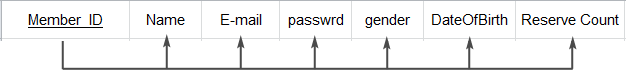 Member_ID Name E-mail passwrd gender DateOfBirth Reserve Count